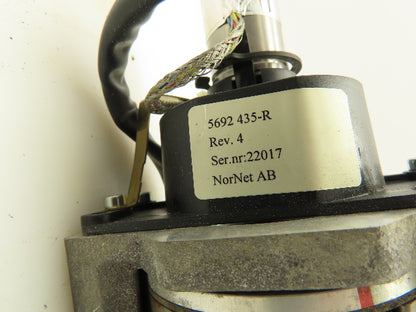 5692 435-R
Rev. 4
Ser.nr:22017
NorNet AB